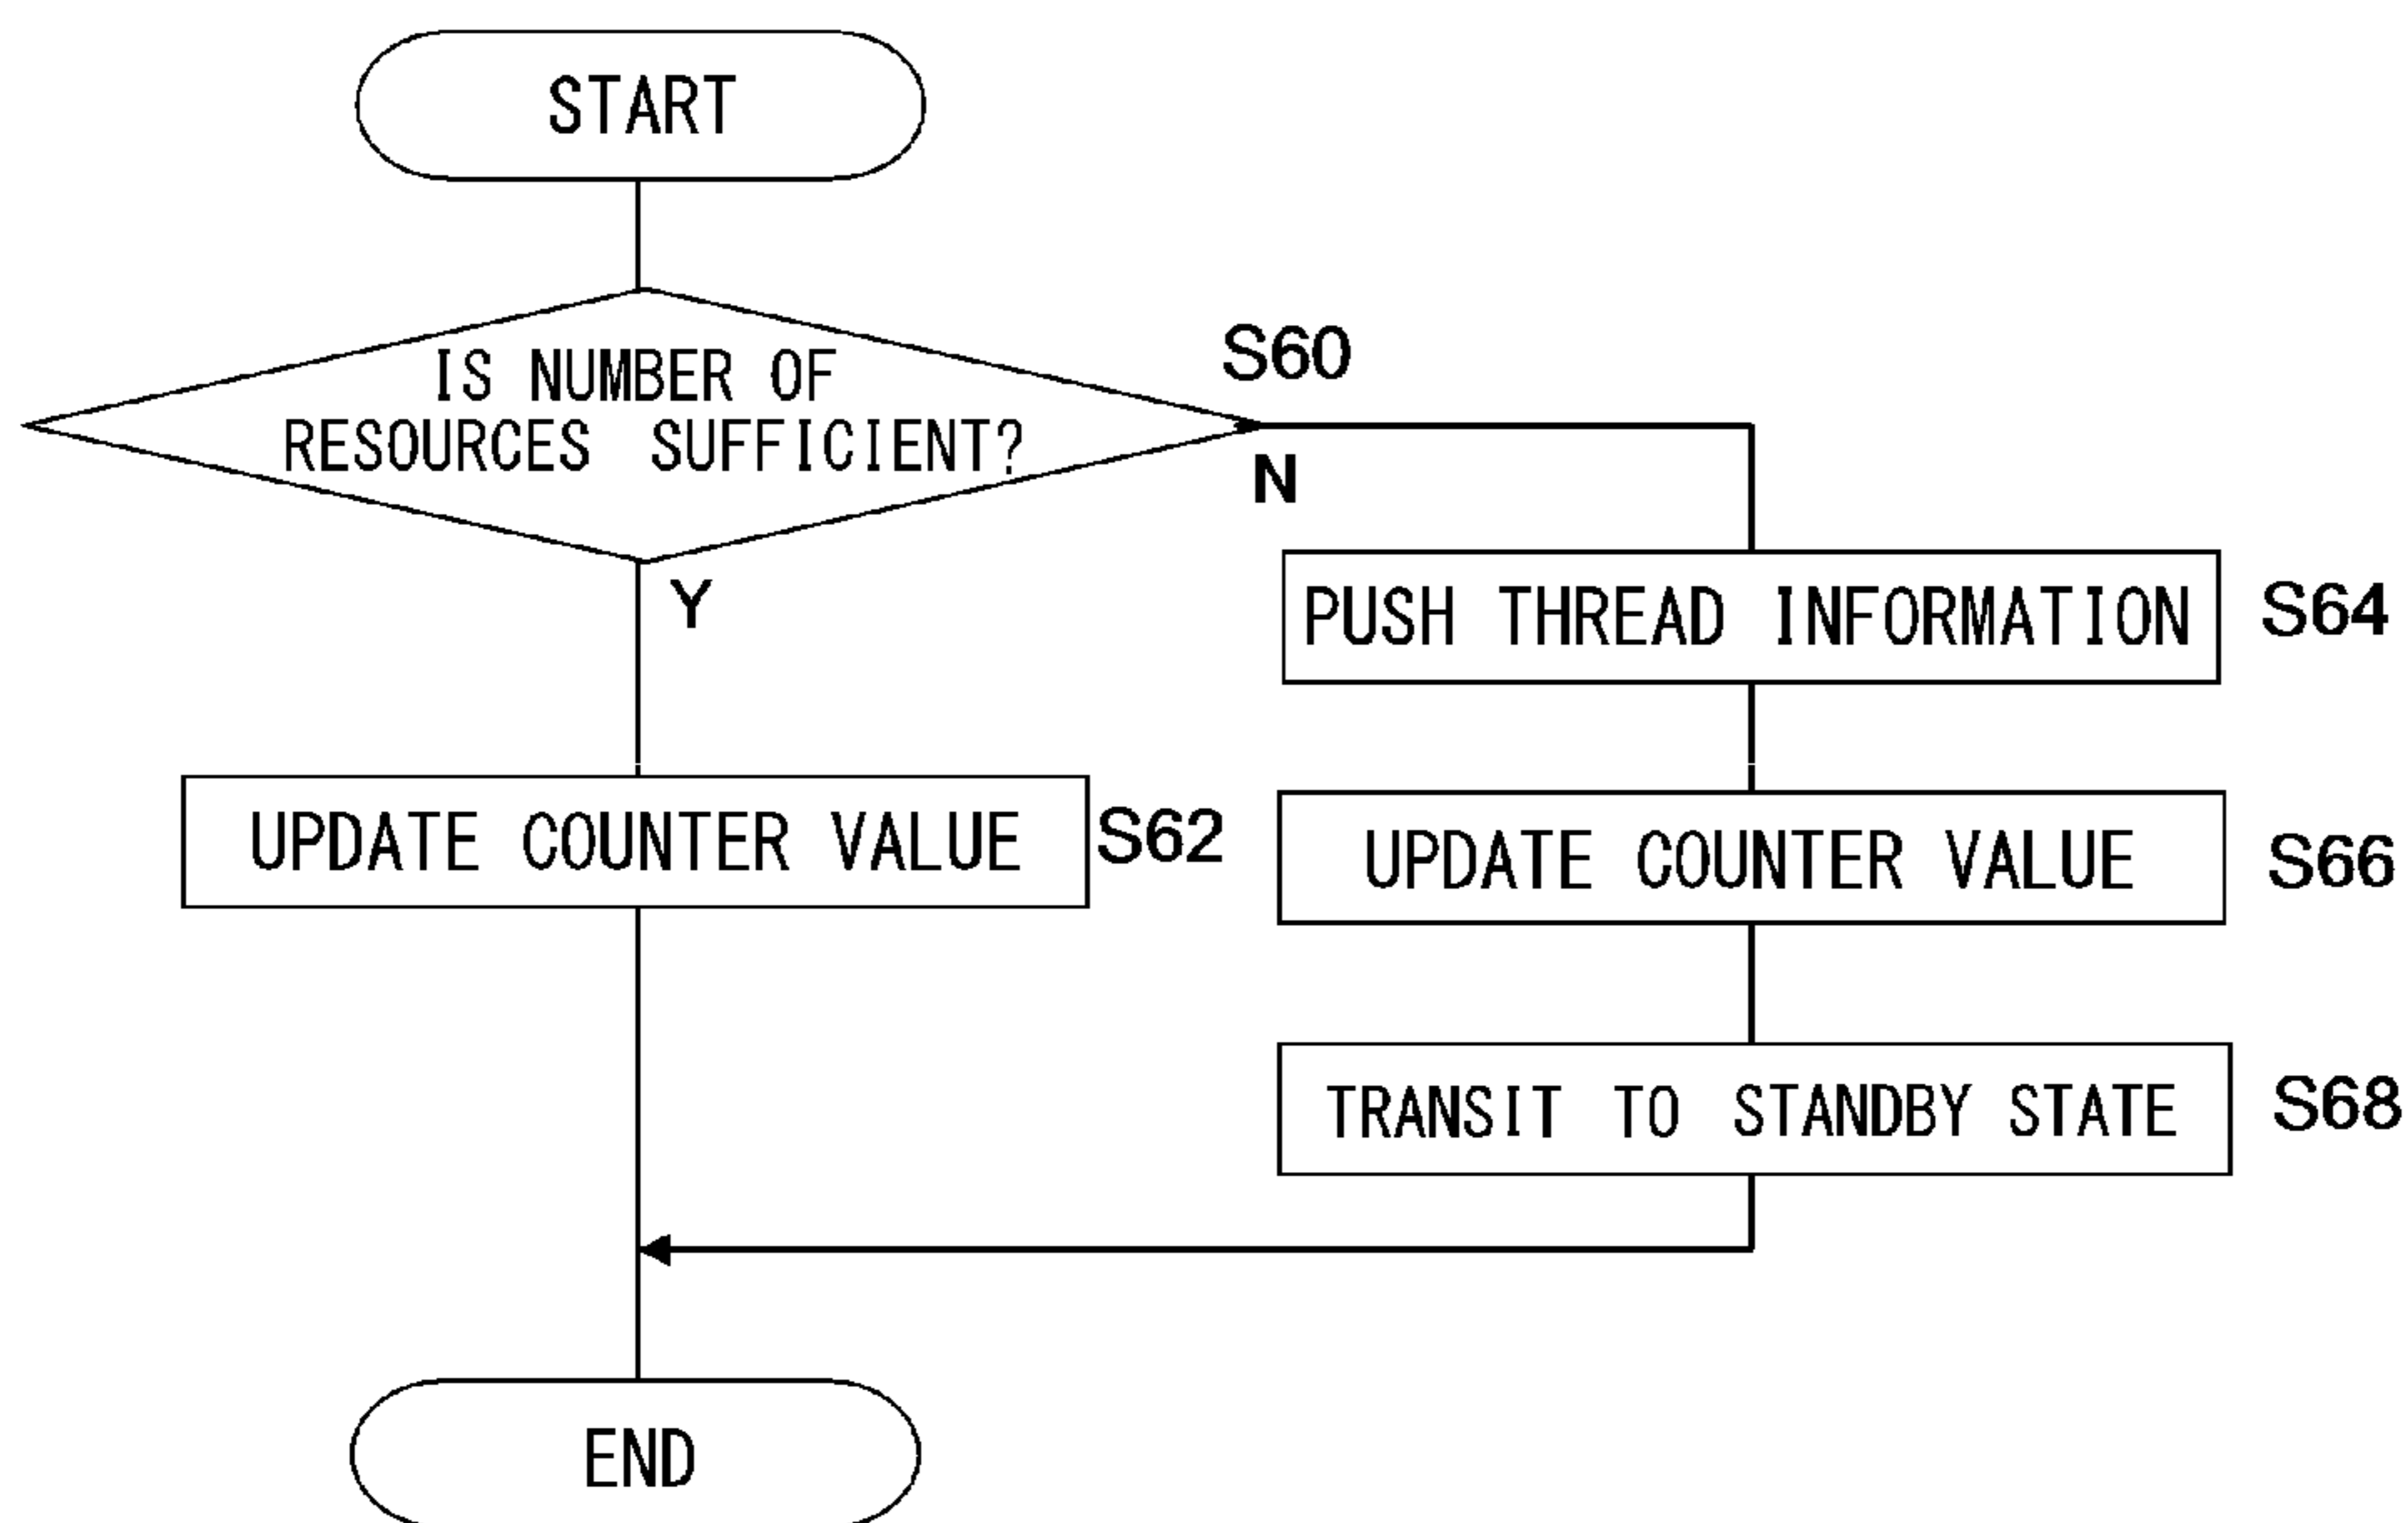 START
IS NUMBER OF
RESOURCES SUFFICIENT?
S60
N
Y
PUSH THREAD INFORMATION
S64
UPDATE COUNTER VALUE
S62
UPDATE COUNTER VALUE
S66
TRANSIT TO STANDBY STATE
S68
END